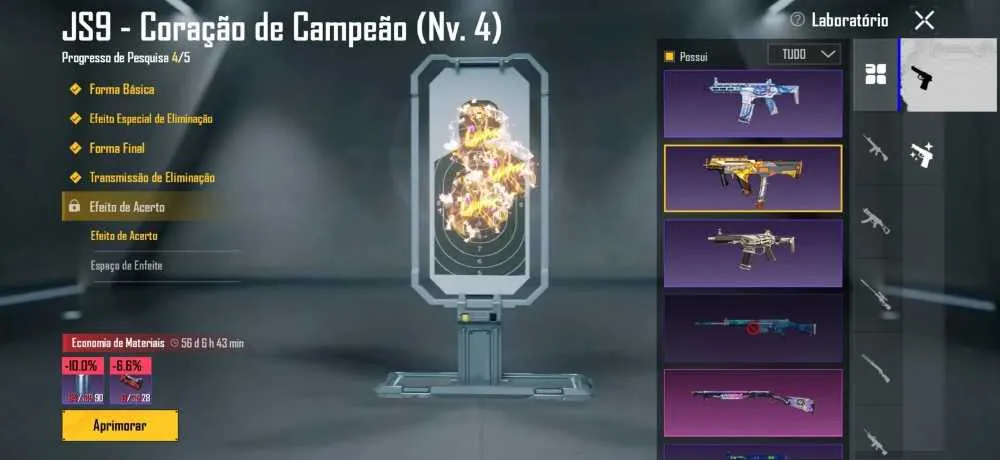 JS9 - Coração de Campeão (Nv. 4)
Laboratório
Progresso de Pesquisa 4/5
Possui
TUDO
Forma Básica
Efeito Especial de Eliminação
Forma Final
Transmissão de Eliminação
Efeito de Acerto
Efeito de Acerto
Espaço de Enfeite
Economia de Materiais 56 d 6 h 43 min
-10.0% -6.6%
90 28
Aprimorar